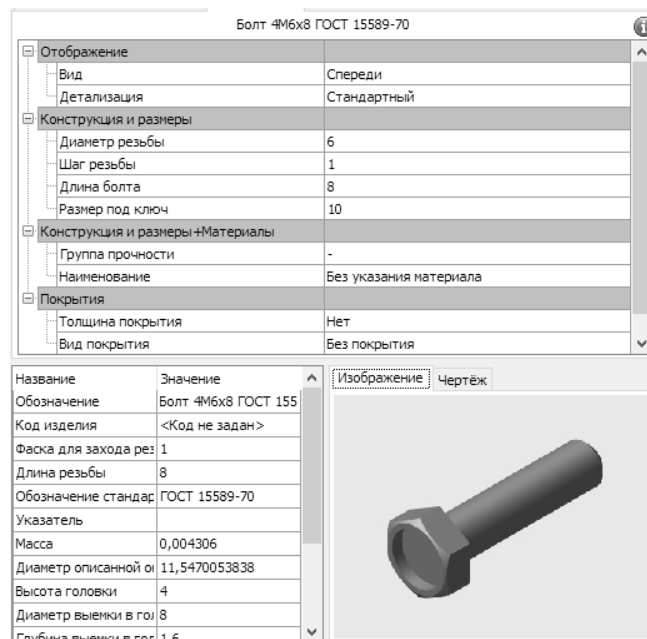 Болт 4М6х8 ГОСТ 15589-70
Отображение
Вид Спереди
Детализация Стандартный
Конструкция и размеры
Диаметр резьбы 6
Шаг резьбы 1
Длина болта 8
Размер под ключ 10
Конструкция и размеры+Материалы
Группа прочности -
Наименование Без указания материала
Покрытия
Толщина покрытия Нет
Вид покрытия Без покрытия
Название Значение
Обозначение Болт 4М6х8 ГОСТ 155
Код изделия <Код не задан>
Фаска для захода рез 1
Длина резьбы 8
Обозначение стандар ГОСТ 15589-70
Указатель
Масса 0,004306
Диаметр описанной о 11,5470053838
Высота головки 4
Диаметр выемки в гол 8
Глубина выемки в гол 1,6
Изображение Чертёж